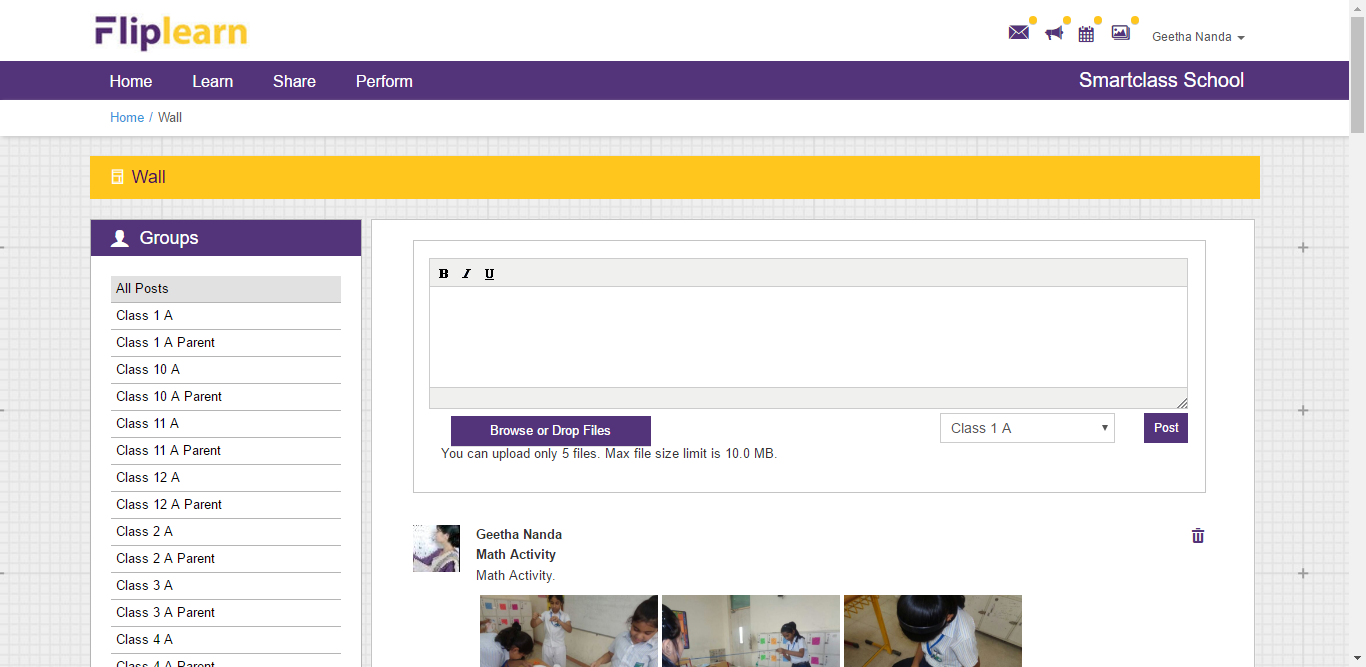 Fliplearn
Geetha Nanda
Home Learn Share Perform Smartclass School
Home / Wall
Wall
Groups
All Posts
Class 1 A
Class 1 A Parent
Class 10 A
Class 10 A Parent
Class 11 A
Class 11 A Parent
Class 12 A
Class 12 A Parent
Class 2 A
Class 2 A Parent
Class 3 A
Class 3 A Parent
Class 4 A
Class 4 A Parent
B I U
Browse or Drop Files
Class 1 A
Post
You can upload only 5 files. Max file size limit is 10.0 MB.
Geetha Nanda
Math Activity
Math Activity.